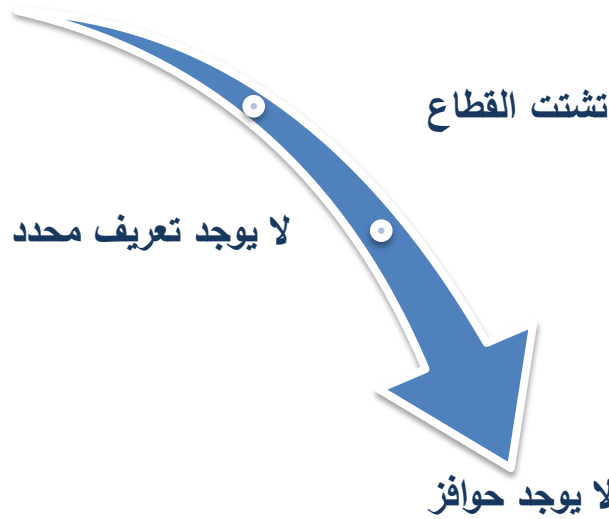 تشتت القطاع
لا يوجد تعريف محدد
لا يوجد حوافز